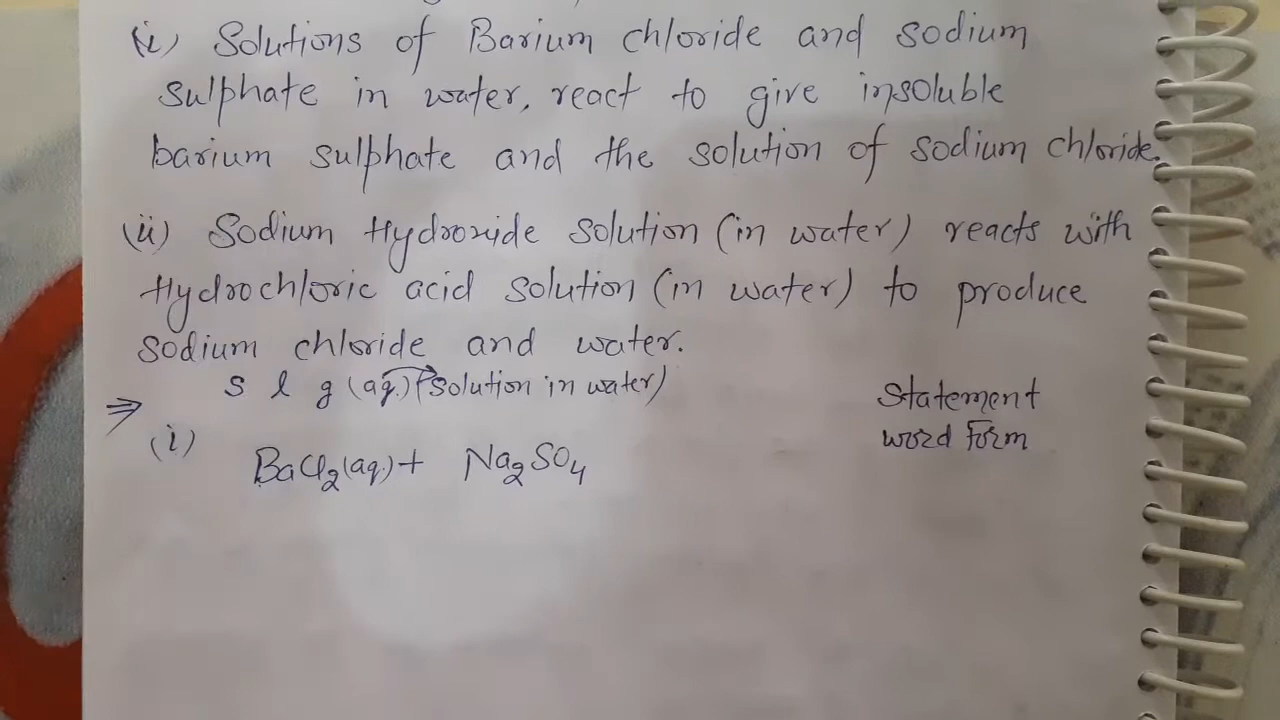 (i) Solutions of Barium chloride and sodium
sulphate in water, react to give insoluble
barium sulphate and the solution of sodium chloride.
(ii) Sodium Hydroxide solution (in water) reacts with
Hydrochloric acid solution (in water) to produce
sodium chloride and water.
s l g (aq.) (solution in water)
Statement
word Form
⇒
(i) BaCl₂(aq.) + Na₂SO₄